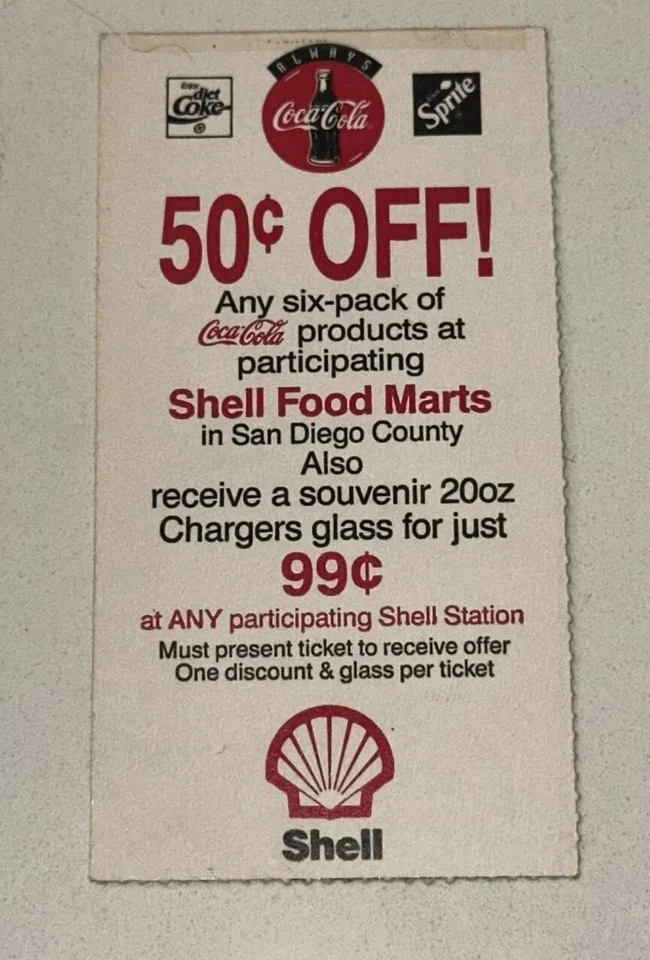 ALWAYS
Enjoy
diet
Coke
Coca-Cola
Sprite
50¢ OFF!
Any six-pack of
Coca-Cola products at
participating
Shell Food Marts
in San Diego County
Also
receive a souvenir 20oz
Chargers glass for just
99¢
at ANY participating Shell Station
Must present ticket to receive offer
One discount & glass per ticket
Shell